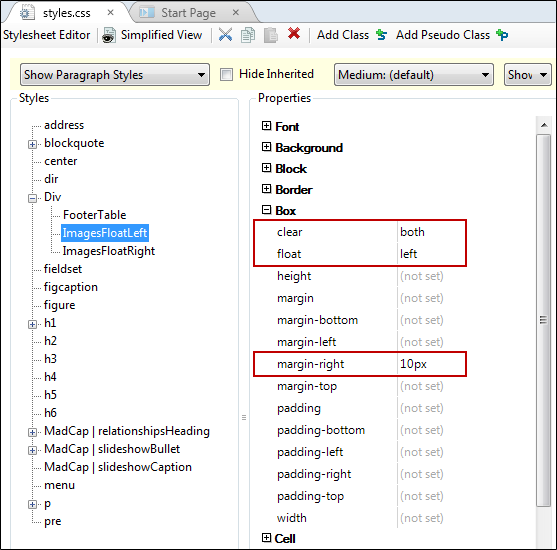 styles.css
Start Page
Stylesheet Editor
Simplified View
Add Class
Add Pseudo Class
Show Paragraph Styles
Hide Inherited
Medium: (default)
Show
Styles
address
blockquote
center
dir
Div
FooterTable
ImagesFloatLeft
ImagesFloatRight
fieldset
figcaption
figure
h1
h2
h3
h4
h5
h6
MadCap | relationshipsHeading
MadCap | slideshowBullet
MadCap | slideshowCaption
menu
p
pre
Properties
Font
Background
Block
Border
Box
clear both
float left
height (not set)
margin (not set)
margin-bottom (not set)
margin-left (not set)
margin-right 10px
margin-top (not set)
padding (not set)
padding-bottom (not set)
padding-left (not set)
padding-right (not set)
padding-top (not set)
width (not set)
Cell